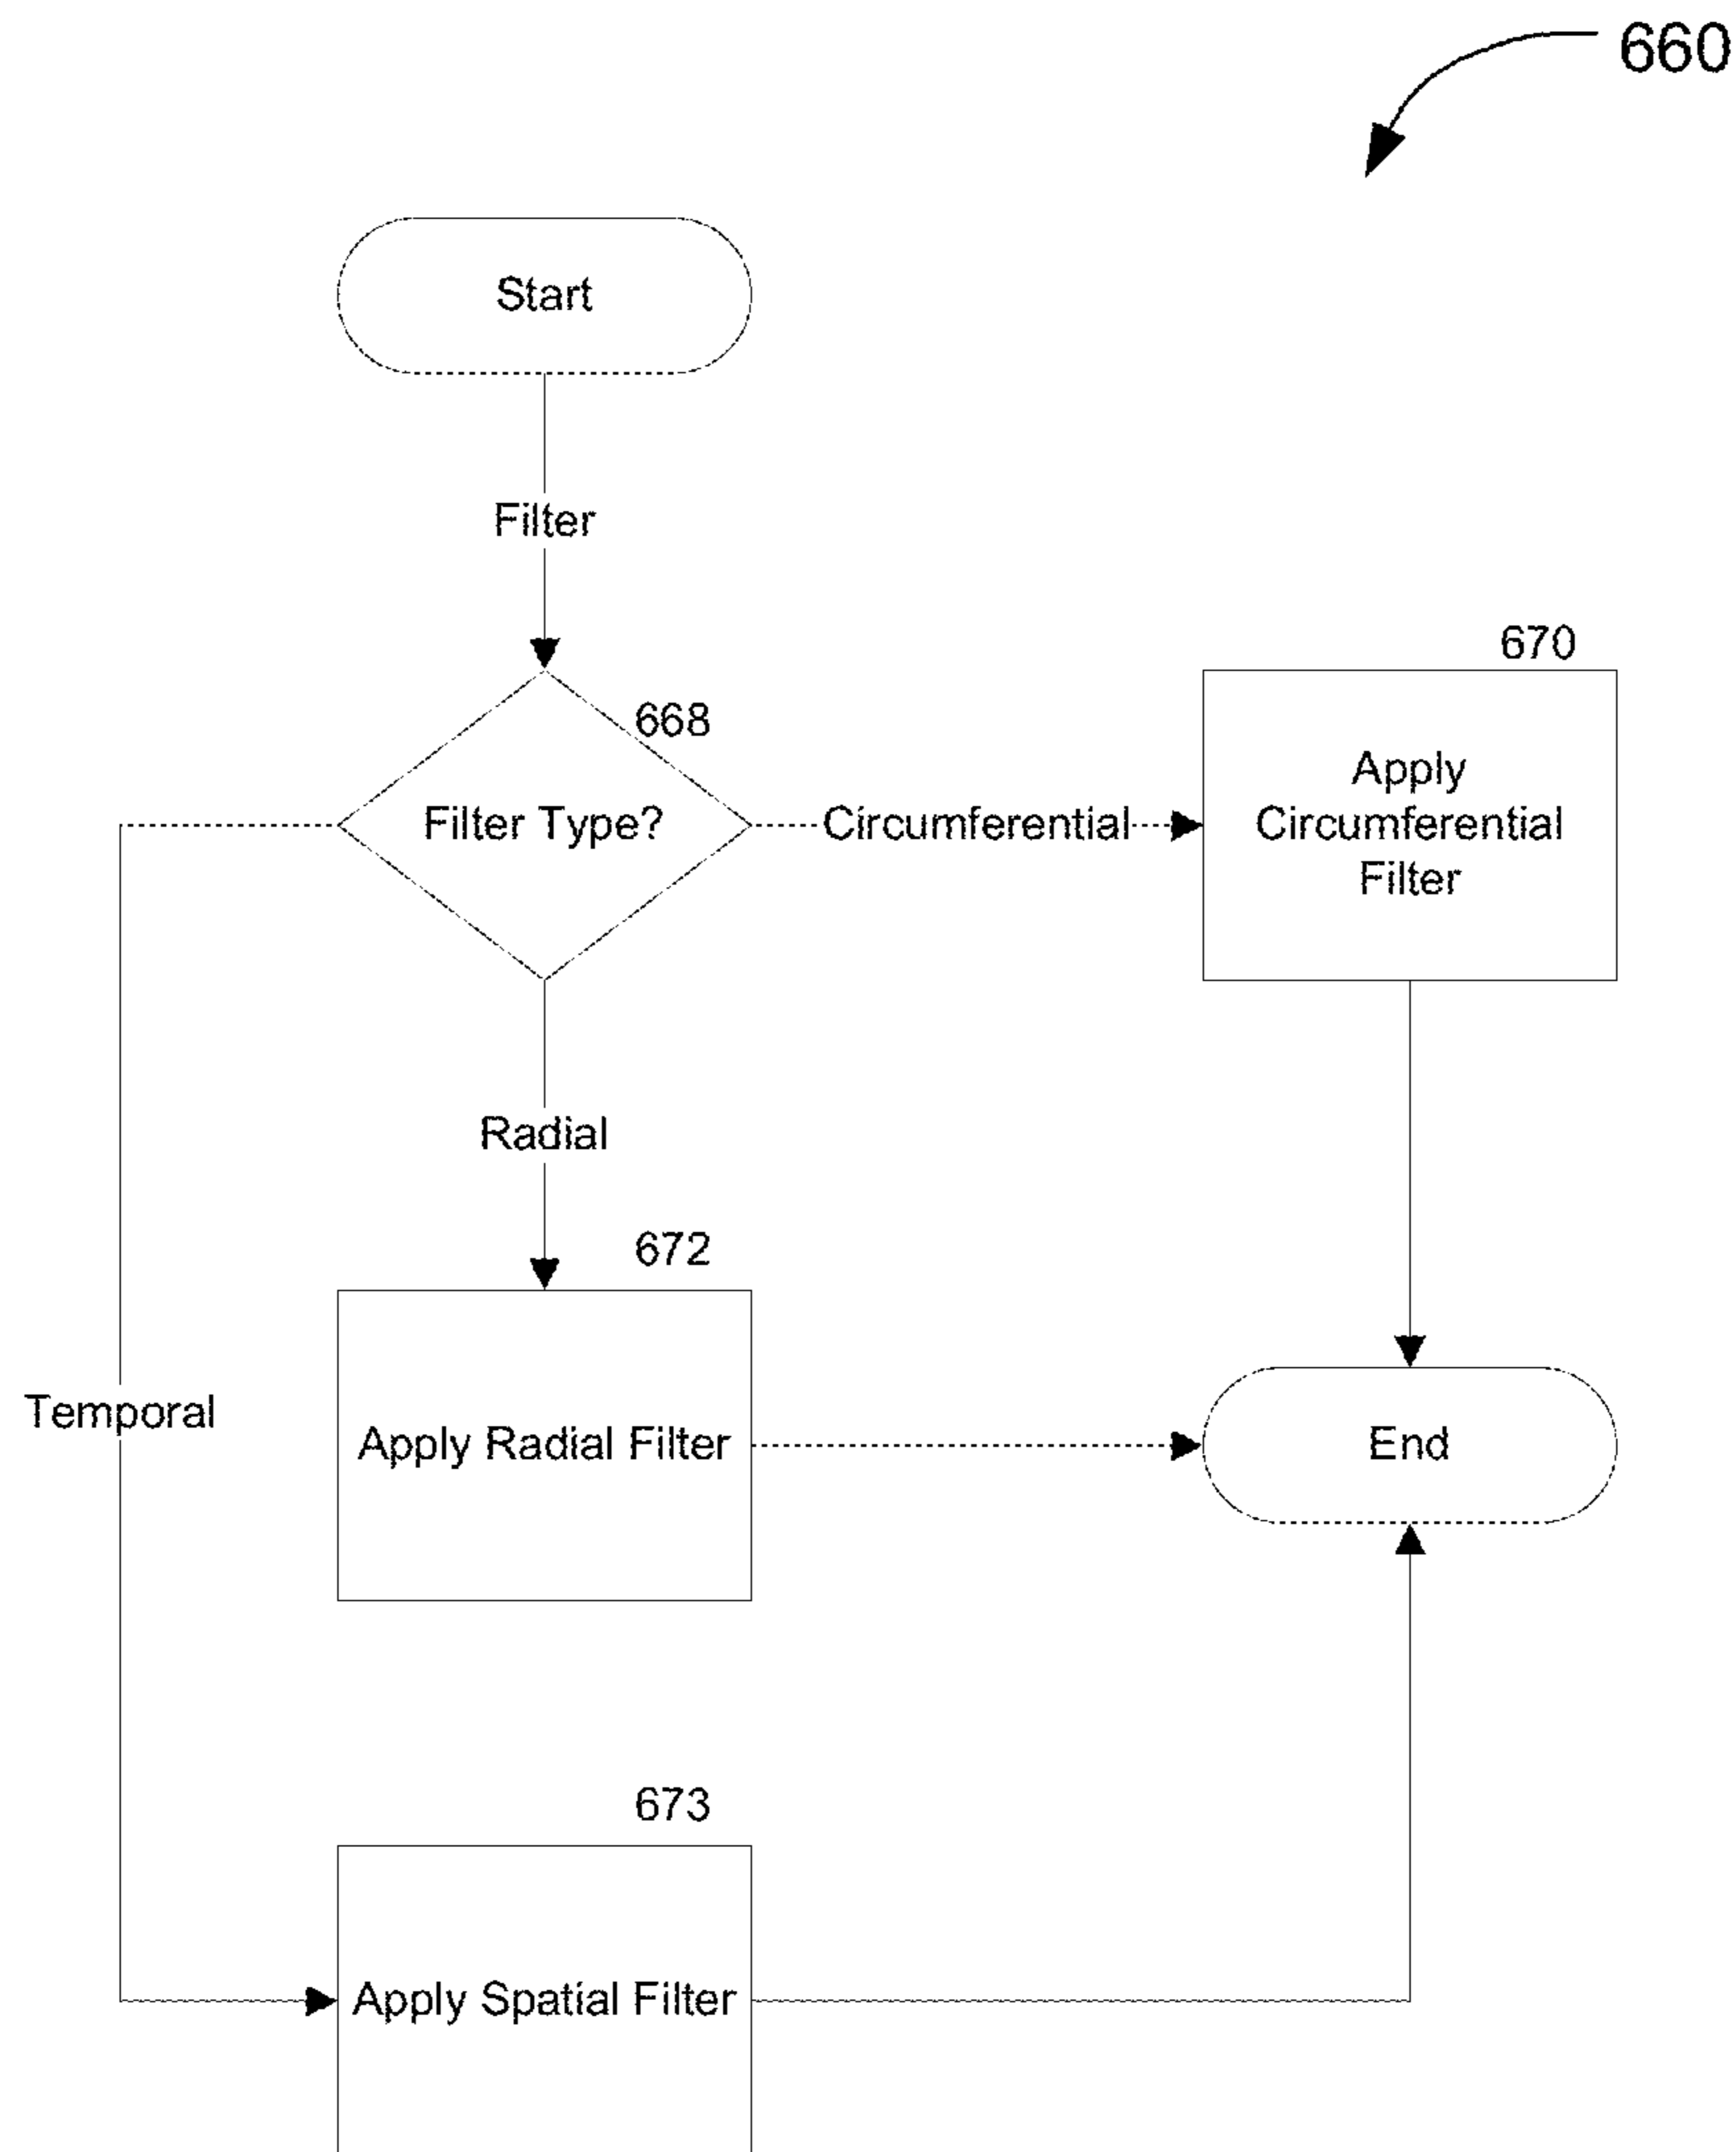 660
Start
Filter
668
Filter Type?
Circumferential
670
Apply
Circumferential
Filter
Radial
672
Apply Radial Filter
Temporal
End
673
Apply Spatial Filter